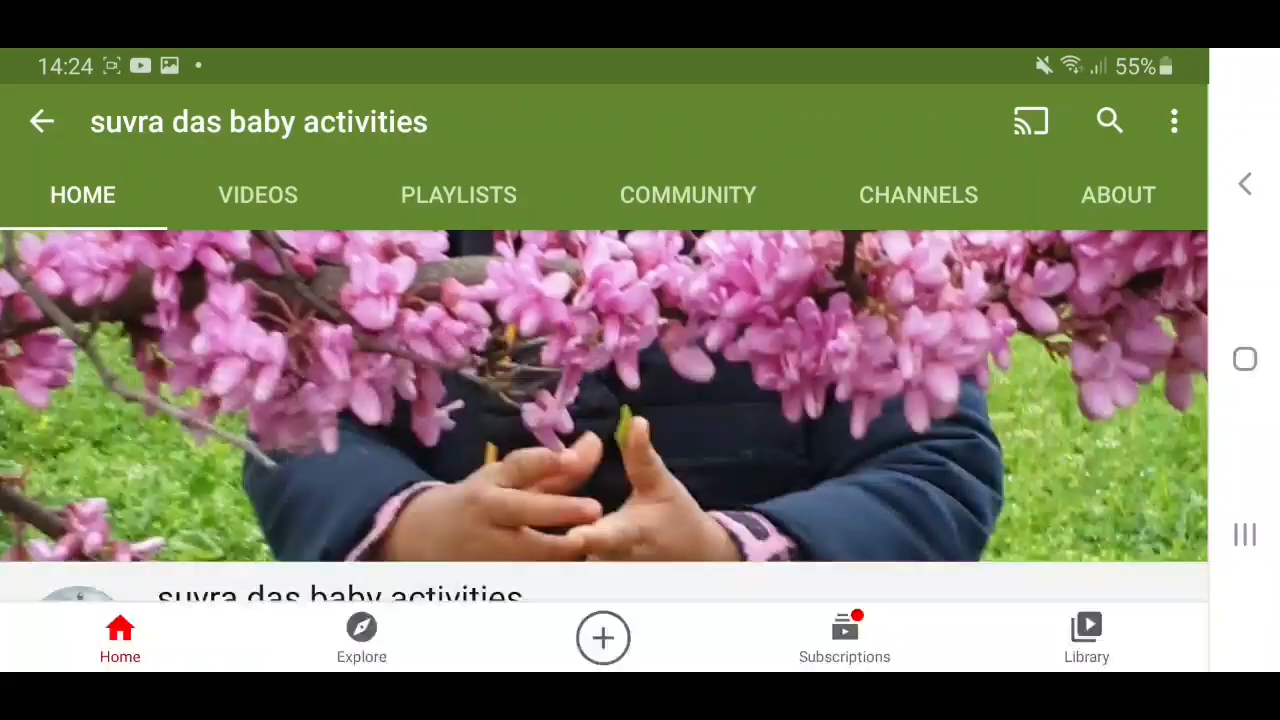 14:24 55%
suvra das baby activities
HOME VIDEOS PLAYLISTS COMMUNITY CHANNELS ABOUT
suvra das baby activities
Home Explore Subscriptions Library